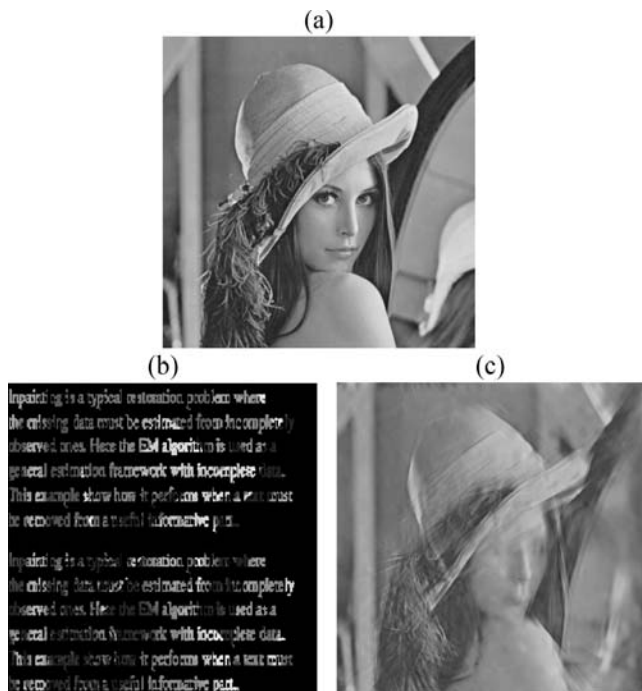 (a)
(b)
(c)
Inpainting is a typical restoration problem where
the missing data must be estimated from incompletely
observed ones. Here the EM algorithm is used as a
general estimation framework with incomplete data.
This example show how it performs when a text must
be removed from a useful informative part..
Inpainting is a typical restoration problem where
the missing data must be estimated from incompletely
observed ones. Here the EM algorithm is used as a
general estimation framework with incomplete data.
This example show how it performs when a text must
be removed from a useful informative part..